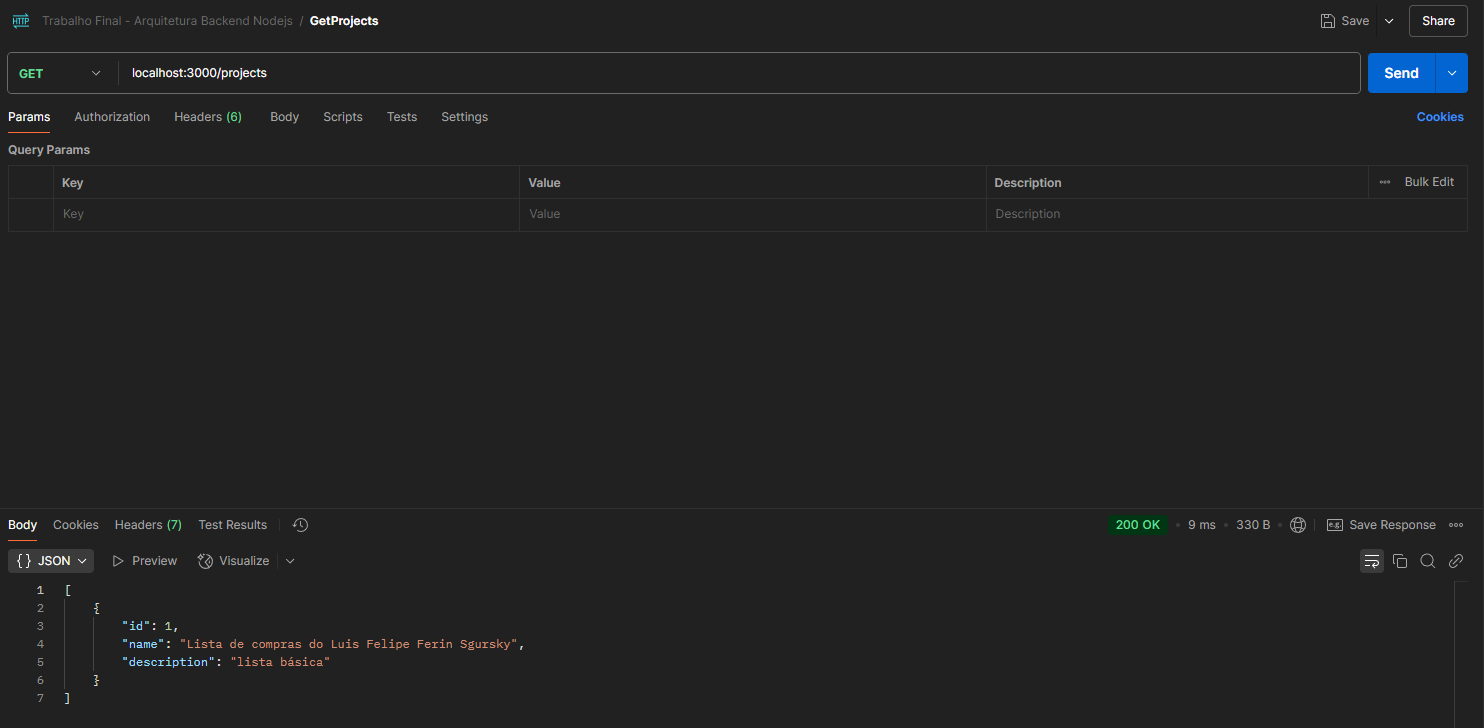 HTTP Trabalho Final - Arquitetura Backend Nodejs / GetProjects Save Share
GET localhost:3000/projects Send
Params Authorization Headers (6) Body Scripts Tests Settings Cookies
Query Params
Key Value Description ••• Bulk Edit
Key Value Description
Body Cookies Headers (7) Test Results 200 OK • 9 ms • 330 B • e.g. Save Response •••
{} JSON Preview Visualize
1 [
2 {
3 "id": 1,
4 "name": "Lista de compras do Luis Felipe Ferin Sgursky",
5 "description": "lista básica"
6 }
7 ]